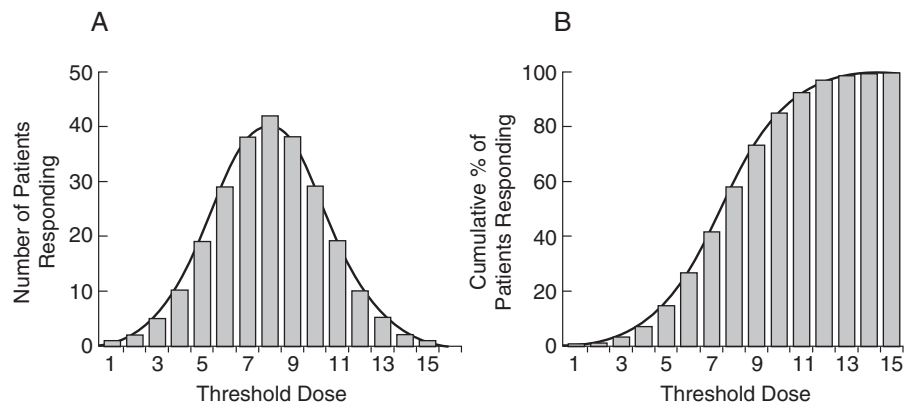 A
50
40
30
20
10
0
Number of Patients
Responding
1 3 5 7 9 11 13 15
Threshold Dose
B
100
80
60
40
20
0
Cumulative % of
Patients Responding
1 3 5 7 9 11 13 15
Threshold Dose